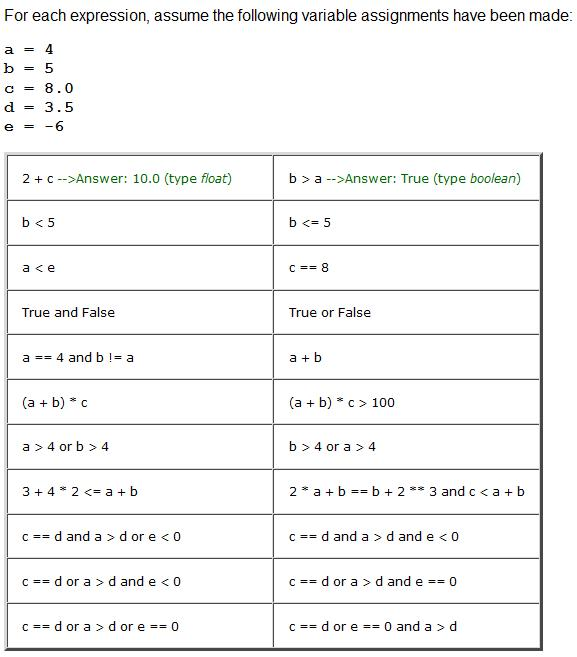 For each expression, assume the following variable assignments have been made:
a = 4
b = 5
c = 8.0
d = 3.5
e = -6
2 + c -->Answer: 10.0 (type float)
b > a -->Answer: True (type boolean)
b < 5
b <= 5
a < e
c == 8
True and False
True or False
a == 4 and b != a
a + b
(a + b) * c
(a + b) * c > 100
a > 4 or b > 4
b > 4 or a > 4
3 + 4 * 2 <= a + b
2 * a + b == b + 2 ** 3 and c < a + b
c == d and a > d or e < 0
c == d and a > d and e < 0
c == d or a > d and e < 0
c == d or a > d and e == 0
c == d or a > d or e == 0
c == d or e == 0 and a > d